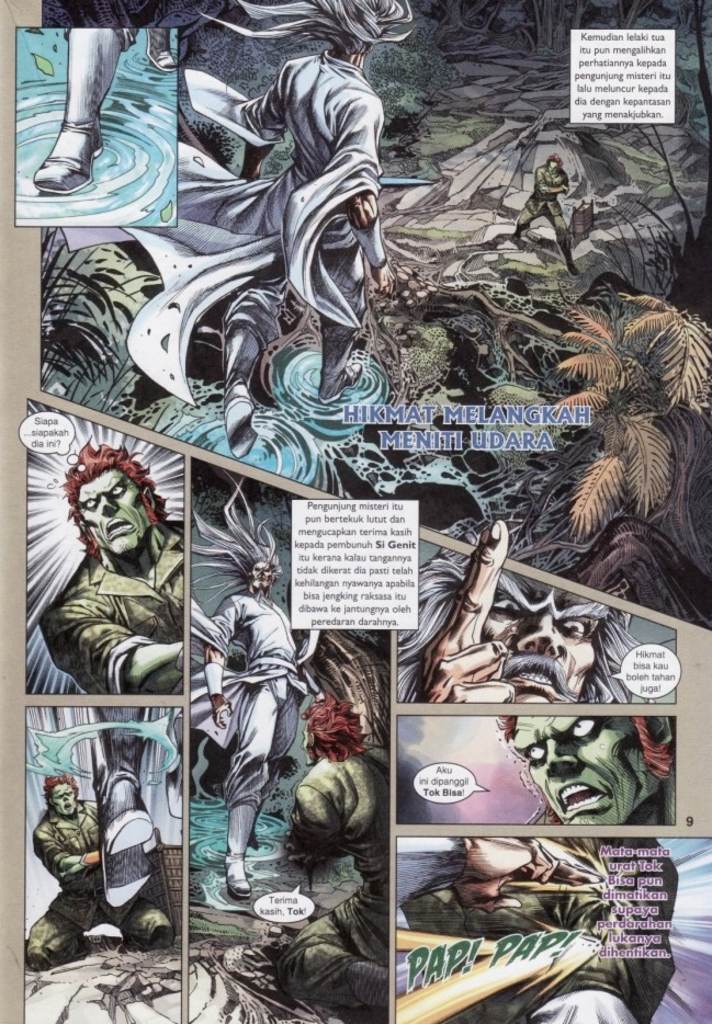 Kemudian lelaki tua
itu pun mengalihkan
perhatiannya kepada
pengunjung misteri itu
lalu meluncur kepada
dia dengan kepantasan
yang menakjubkan.
HIKMAT MELANGKAH
MENITI UDARA
Siapa
...siapakah
dia ini?
Pengunjung misteri itu
pun bertekuk lutut dan
mengucapkan terima kasih
kepada pembunuh Si Genit
itu kerana kalau tangannya
tidak dikerat dia pasti telah
kehilangan nyawanya apabila
bisa jengking raksasa itu
dibawa ke jantungnya oleh
peredaran darahnya.
Hikmat
bisa kau
boleh tahan
juga!
Aku
ini dipanggil
Tok Bisa!
Terima
kasih, Tok!
Mata-mata
urat Tok
Bisa pun
dimatikan
supaya
perdarahan
lukanya
dihentikan.
PAP! PAP!
9